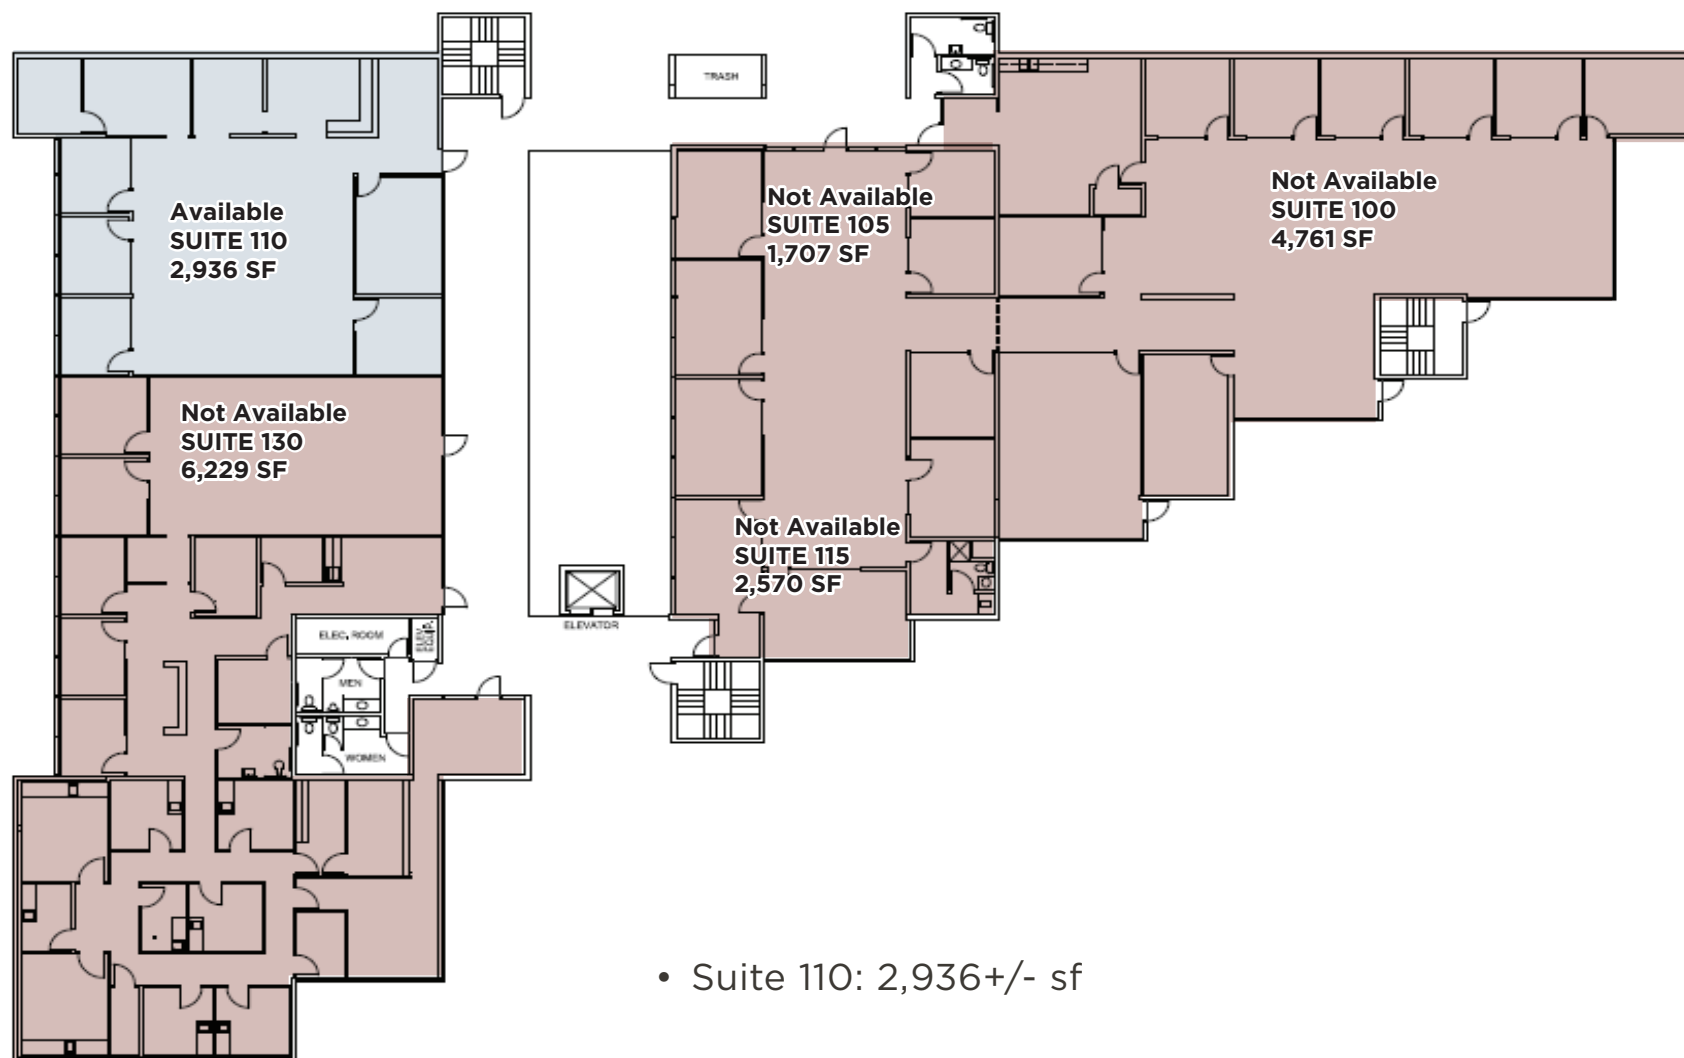 TRASH
Available
SUITE 110
2,936 SF
Not Available
SUITE 105
1,707 SF
Not Available
SUITE 100
4,761 SF
Not Available
SUITE 130
6,229 SF
Not Available
SUITE 115
2,570 SF
ELEVATOR
ELEC. ROOM
ELEV.
EQUIP.
MEN
WOMEN
• Suite 110: 2,936+/- sf